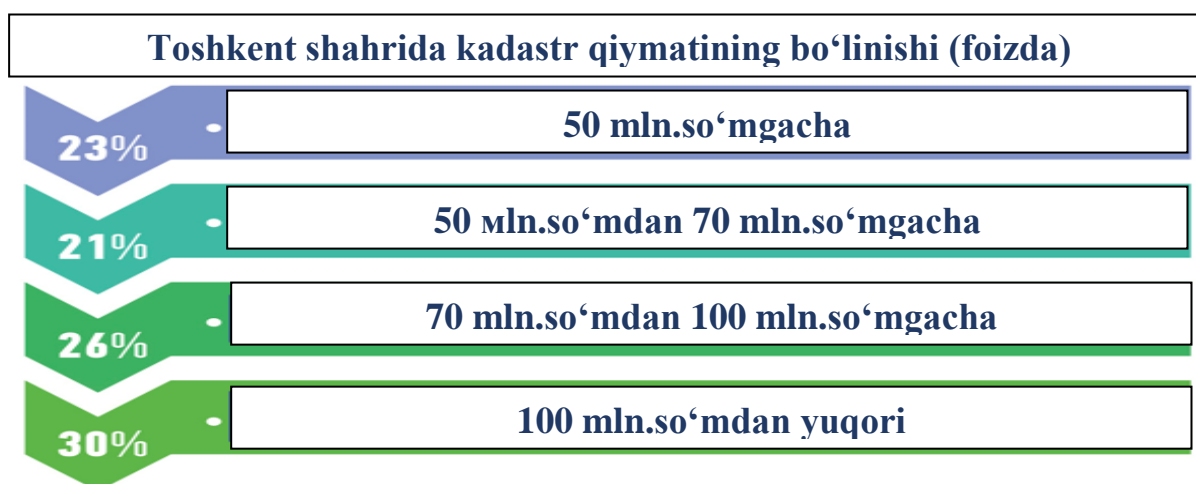 Toshkent shahrida kadastr qiymatining bo‘linishi (foizda)
23%
50 mln.so‘mgacha
21%
50 мln.so‘mdan 70 mln.so‘mgacha
26%
70 mln.so‘mdan 100 mln.so‘mgacha
30%
100 mln.so‘mdan yuqori